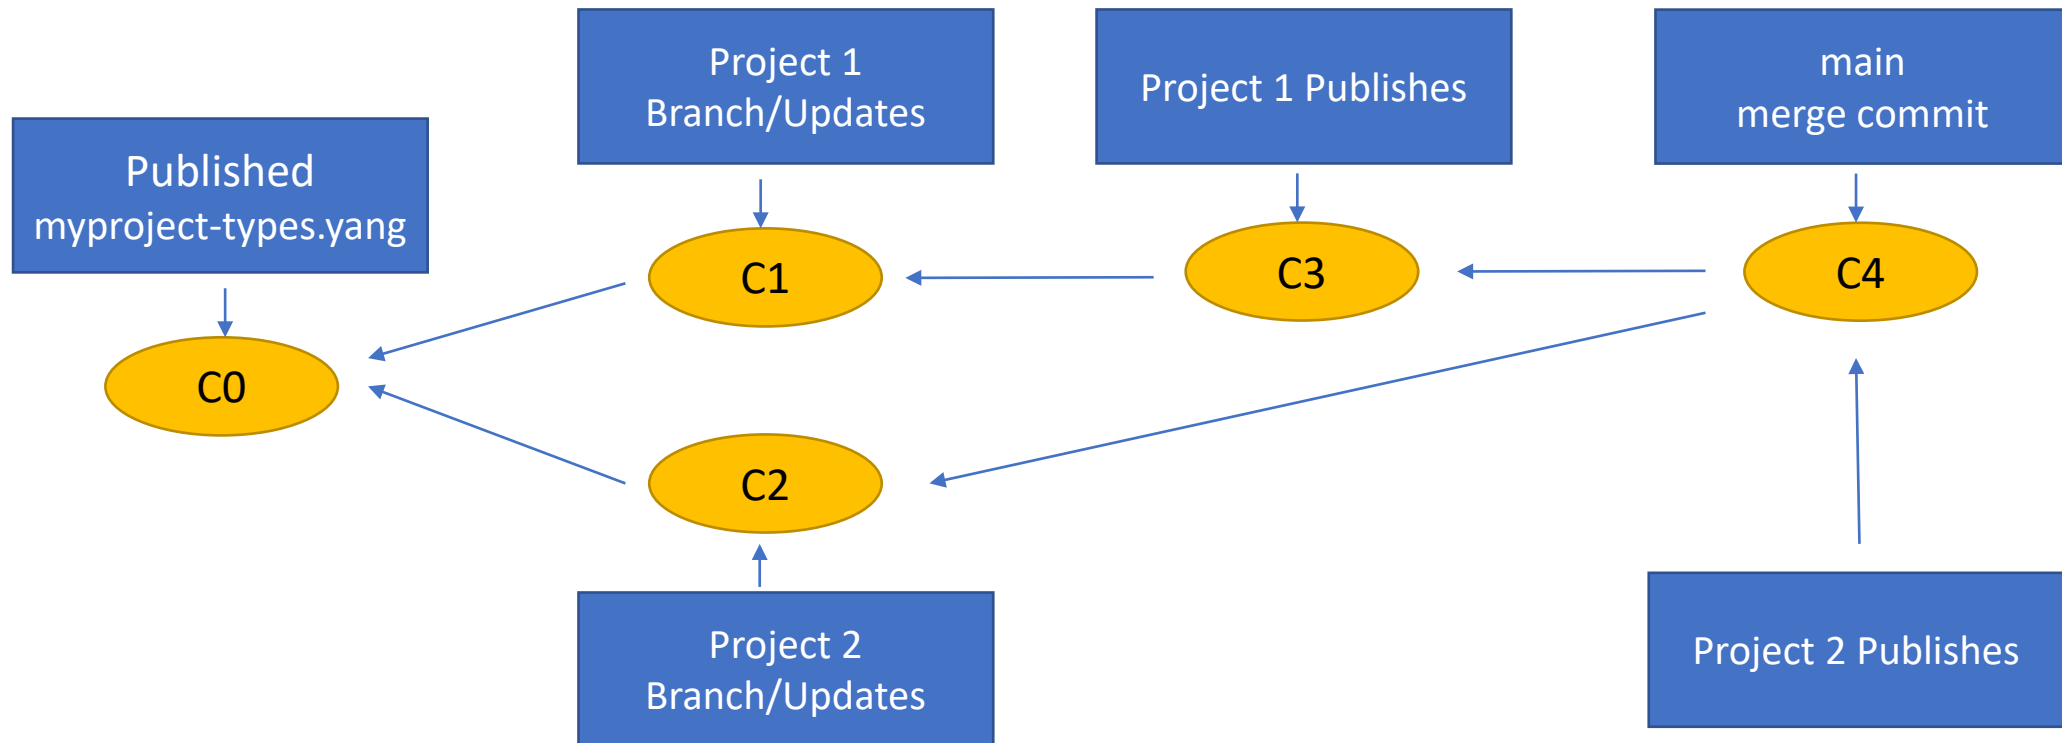 Published
myproject-types.yang
Project 1
Branch/Updates
Project 1 Publishes
main
merge commit
C0
C1
C3
C4
C2
Project 2
Branch/Updates
Project 2 Publishes